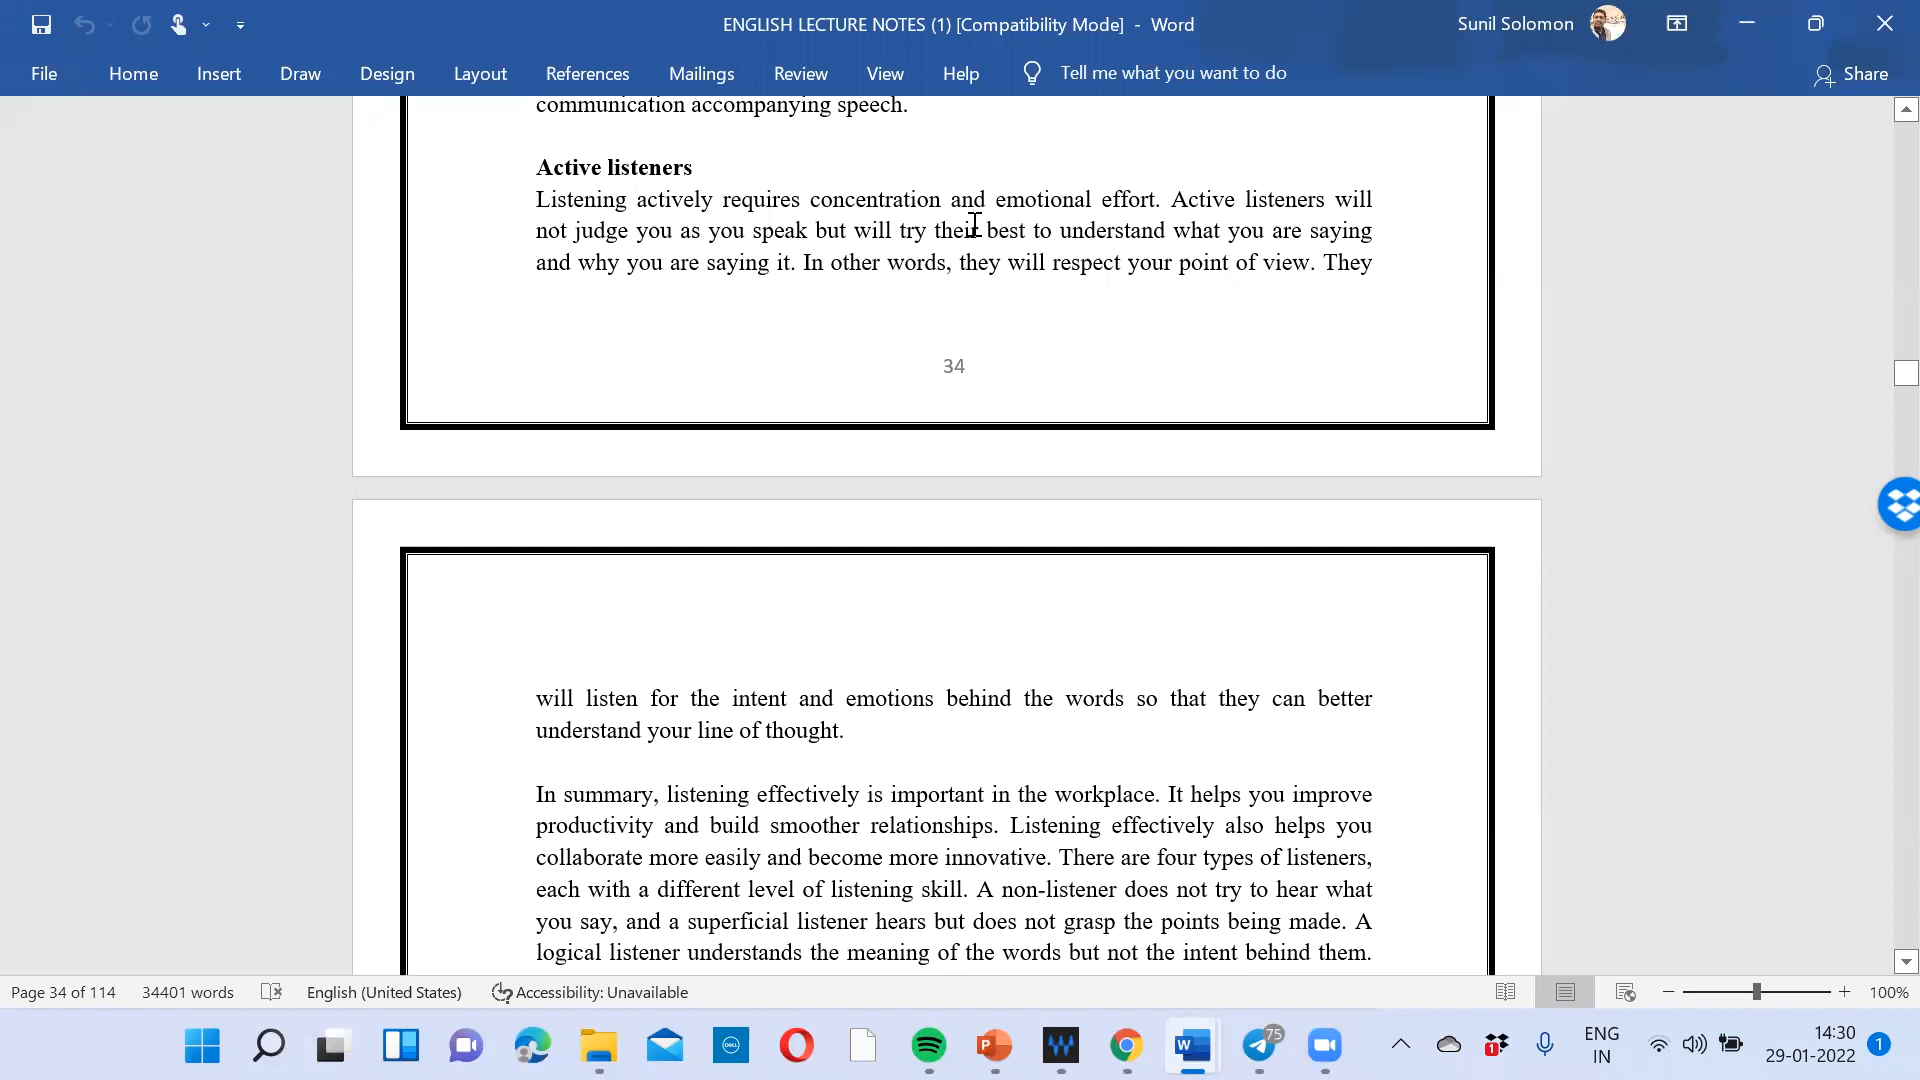 ENGLISH LECTURE NOTES (1) [Compatibility Mode] - Word
Sunil Solomon
File Home Insert Draw Design Layout References Mailings Review View Help Tell me what you want to do Share
communication accompanying speech.
Active listeners
Listening actively requires concentration and emotional effort. Active listeners will
not judge you as you speak but will try their best to understand what you are saying
and why you are saying it. In other words, they will respect your point of view. They
34
will listen for the intent and emotions behind the words so that they can better
understand your line of thought.
In summary, listening effectively is important in the workplace. It helps you improve
productivity and build smoother relationships. Listening effectively also helps you
collaborate more easily and become more innovative. There are four types of listeners,
each with a different level of listening skill. A non-listener does not try to hear what
you say, and a superficial listener hears but does not grasp the points being made. A
logical listener understands the meaning of the words but not the intent behind them.
Page 34 of 114 34401 words English (United States) Accessibility: Unavailable 100%
DELL
P
W
75
1
ENG
IN
14:30
29-01-2022
1